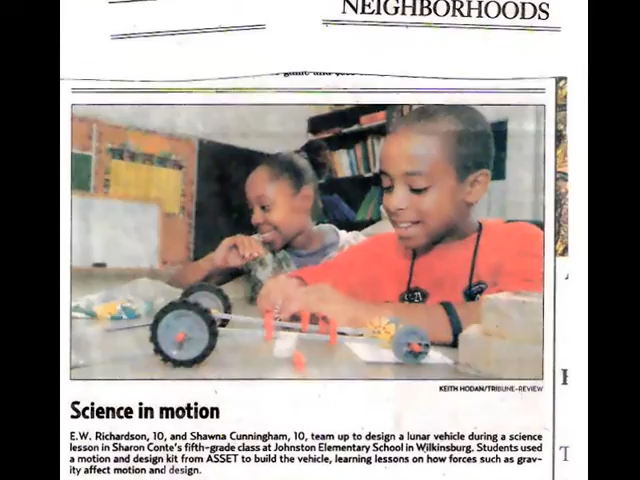 NEIGHBORHOODS
KEITH HODAN/TRIBUNE-REVIEW
Science in motion
E.W. Richardson, 10, and Shawna Cunningham, 10, team up to design a lunar vehicle during a science
lesson in Sharon Conte's fifth-grade class at Johnston Elementary School in Wilkinsburg. Students used
a motion and design kit from ASSET to build the vehicle, learning lessons on how forces such as grav-
ity affect motion and design.
T